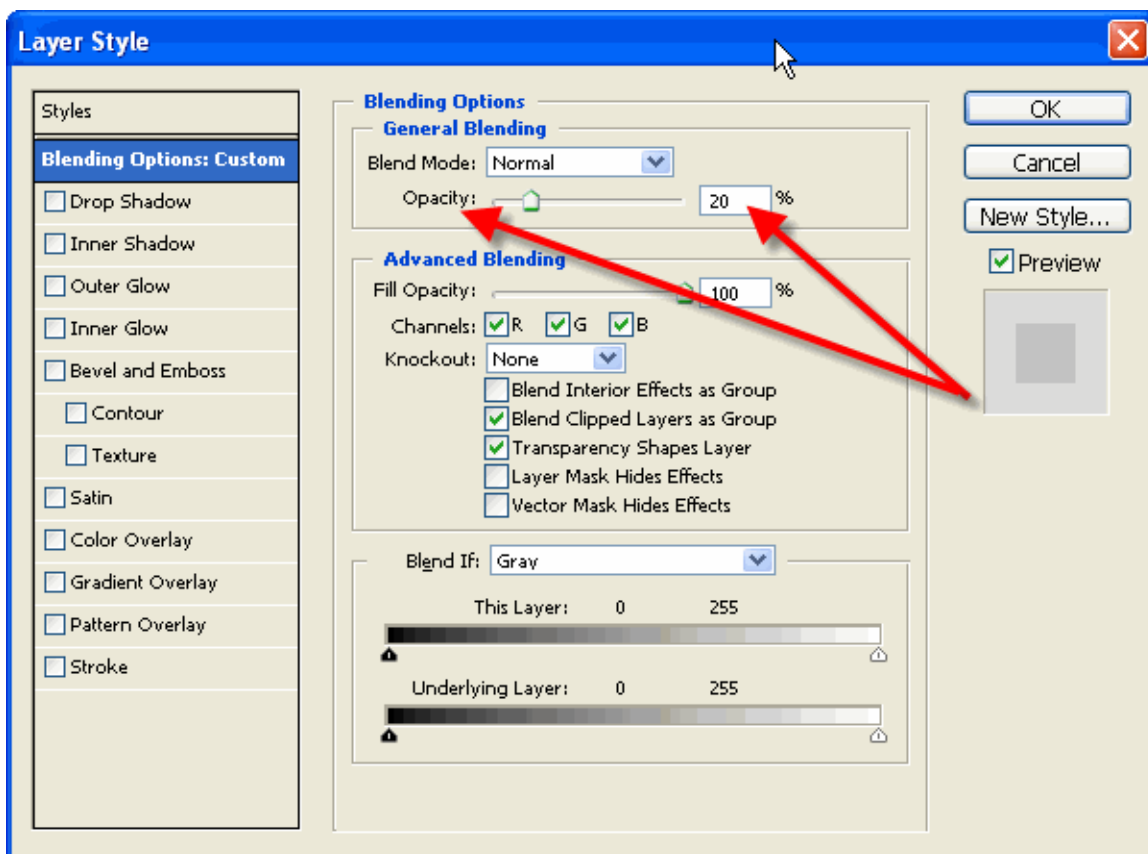 Layer Style
Styles
Blending Options: Custom
Drop Shadow
Inner Shadow
Outer Glow
Inner Glow
Bevel and Emboss
Contour
Texture
Satin
Color Overlay
Gradient Overlay
Pattern Overlay
Stroke
Blending Options
General Blending
Blend Mode: Normal
Opacity: 20 %
Advanced Blending
Fill Opacity: 100 %
Channels: R G B
Knockout: None
Blend Interior Effects as Group
Blend Clipped Layers as Group
Transparency Shapes Layer
Layer Mask Hides Effects
Vector Mask Hides Effects
Blend If: Gray
This Layer: 0 255
Underlying Layer: 0 255
OK
Cancel
New Style...
Preview